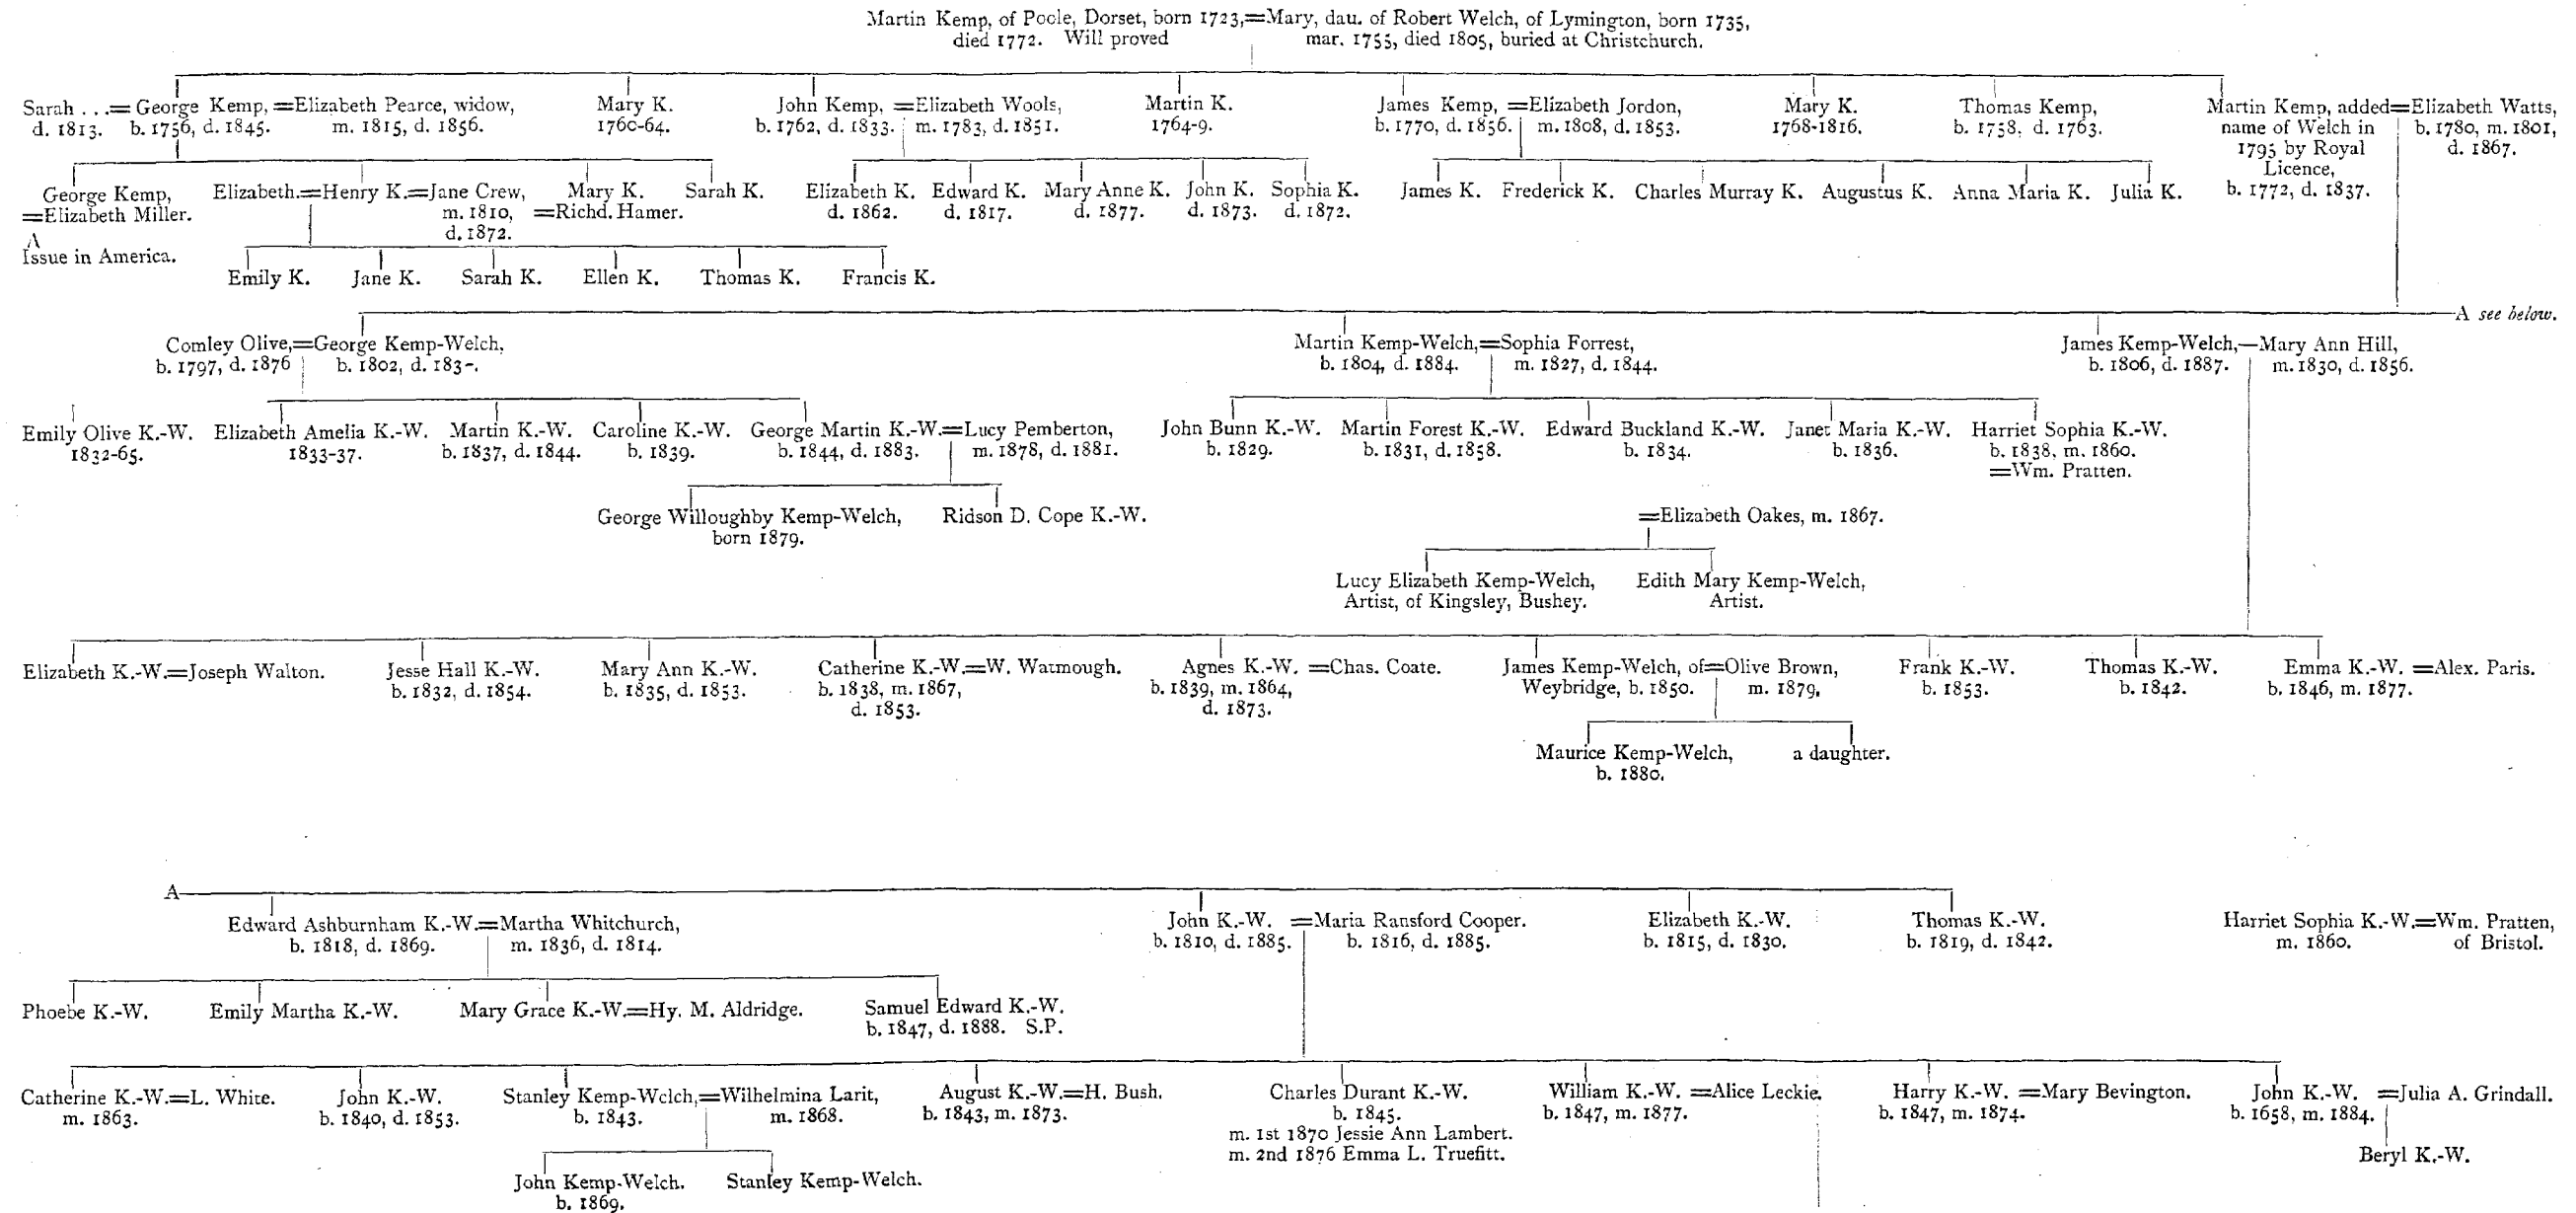 Martin Kemp, of Poole, Dorset, born 1723,=Mary, dau. of Robert Welch, of Lymington, born 1735,
died 1772. Will proved mar. 1755, died 1805, buried at Christchurch.
Sarah . . .= George Kemp, =Elizabeth Pearce, widow, Mary K. John Kemp, =Elizabeth Wools, Martin K. James Kemp, =Elizabeth Jordon, Mary K. Thomas Kemp, Martin Kemp, added=Elizabeth Watts,
d. 1813. b. 1756, d. 1845. m. 1815, d. 1856. 1760-64. b. 1762, d. 1833. m. 1783, d. 1851. 1764-9. b. 1770, d. 1856. m. 1808, d. 1853. 1768-1816. b. 1758. d. 1763. name of Welch in b. 1780, m. 1801,
1795 by Royal d. 1867.
Licence,
b. 1772, d. 1837.
George Kemp, Elizabeth.=Henry K.=Jane Crew, Mary K. Sarah K. Elizabeth K. Edward K. Mary Anne K. John K. Sophia K. James K. Frederick K. Charles Murray K. Augustus K. Anna Maria K. Julia K.
=Elizabeth Miller. m. 1810, =Richd. Hamer. d. 1862. d. 1817. d. 1877. d. 1873. d. 1872.
d. 1872.
Issue in America.
Emily K. Jane K. Sarah K. Ellen K. Thomas K. Francis K.
A see below.
Comley Olive,=George Kemp-Welch, Martin Kemp-Welch,=Sophia Forrest, James Kemp-Welch,—Mary Ann Hill,
b. 1797, d. 1876 b. 1802, d. 183-. b. 1804, d. 1884. m. 1827, d. 1844. b. 1806, d. 1887. m. 1830, d. 1856.
Emily Olive K.-W. Elizabeth Amelia K.-W. Martin K.-W. Caroline K.-W. George Martin K.-W.=Lucy Pemberton, John Bunn K.-W. Martin Forest K.-W. Edward Buckland K.-W. Janet Maria K.-W. Harriet Sophia K.-W.
1832-65. 1833-37. b. 1837, d. 1844. b. 1839. b. 1844, d. 1883. m. 1878, d. 1881. b. 1829. b. 1831, d. 1858. b. 1834. b. 1836. b. 1838, m. 1860.
=Wm. Pratten.
George Willoughby Kemp-Welch, Ridson D. Cope K.-W. =Elizabeth Oakes, m. 1867.
born 1879.
Lucy Elizabeth Kemp-Welch, Edith Mary Kemp-Welch,
Artist, of Kingsley, Bushey. Artist.
Elizabeth K.-W.=Joseph Walton. Jesse Hall K.-W. Mary Ann K.-W. Catherine K.-W.=W. Watmough. Agnes K.-W. =Chas. Coate. James Kemp-Welch, of=Olive Brown, Frank K.-W. Thomas K.-W. Emma K.-W. =Alex. Paris.
b. 1832, d. 1854. b. 1835, d. 1853. b. 1838, m. 1867, b. 1839, m. 1864, Weybridge, b. 1850. m. 1879, b. 1853. b. 1842. b. 1846, m. 1877.
d. 1853. d. 1873.
Maurice Kemp-Welch, a daughter.
b. 1880.
A
Edward Ashburnham K.-W.=Martha Whitchurch, John K.-W. =Maria Ransford Cooper. Elizabeth K.-W. Thomas K.-W. Harriet Sophia K.-W.=Wm. Pratten,
b. 1818, d. 1869. m. 1836, d. 1814. b. 1810, d. 1885. b. 1816, d. 1885. b. 1815, d. 1830. b. 1819, d. 1842. m. 1860. of Bristol.
Phoebe K.-W. Emily Martha K.-W. Mary Grace K.-W.=Hy. M. Aldridge. Samuel Edward K.-W.
b. 1847, d. 1888. S.P.
Catherine K.-W.=L. White. John K.-W. Stanley Kemp-Welch,=Wilhelmina Larit, August K.-W.=H. Bush. Charles Durant K.-W. William K.-W. =Alice Leckie. Harry K.-W. =Mary Bevington. John K.-W. =Julia A. Grindall.
m. 1863. b. 1840, d. 1853. b. 1843. m. 1868. b. 1843, m. 1873. b. 1845. b. 1847, m. 1877. b. 1847, m. 1874. b. 1658, m. 1884.
m. 1st 1870 Jessie Ann Lambert.
m. 2nd 1876 Emma L. Truefitt. Beryl K.-W.
John Kemp-Welch. Stanley Kemp-Welch.
b. 1869.